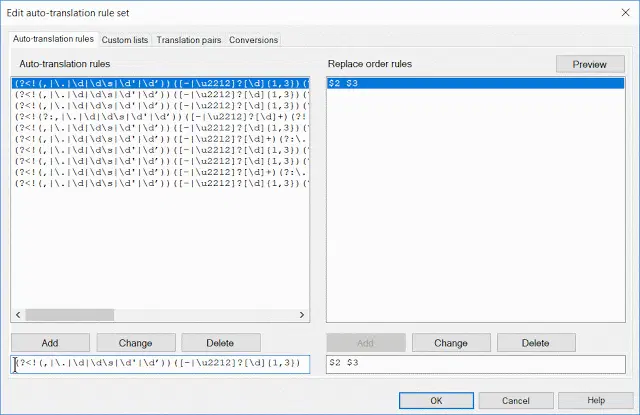 Edit auto-translation rule set
Auto-translation rules
Custom lists
Translation pairs
Conversions
Auto-translation rules
Replace order rules
Preview
(?<!(,|\.|\d|\d\s|\d'|\d’))([-|\u2212]?[\d]{1,3})(?
(?<!(,|\.|\d|\d\s|\d'|\d’))([-|\u2212]?[\d]{1,3})(?
(?<!(,|\.|\d|\d\s|\d'|\d’))([-|\u2212]?[\d]{1,3})(?
(?<!(?:,|\.|\d|\d\s|\d'|\d’))([-|\u2212]?[\d]+)(?!
(?<!(,|\.|\d|\d\s|\d'|\d’))([-|\u2212]?[\d]{1,3})(?
(?<!(,|\.|\d|\d\s|\d'|\d’))([-|\u2212]?[\d]+)(?:\.
(?<!(,|\.|\d|\d\s|\d'|\d’))([-|\u2212]?[\d]{1,3})(?
(?<!(,|\.|\d|\d\s|\d'|\d’))([-|\u2212]?[\d]{1,3})(?
(?<!(,|\.|\d|\d\s|\d'|\d’))([-|\u2212]?[\d]+)(?:\.
(?<!(,|\.|\d|\d\s|\d'|\d’))([-|\u2212]?[\d]{1,3})(?
$2 $3
Add
Change
Delete
Add
Change
Delete
(?<!(,|\.|\d|\d\s|\d'|\d’))([-|\u2212]?[\d]{1,3})
$2 $3
OK
Cancel
Help